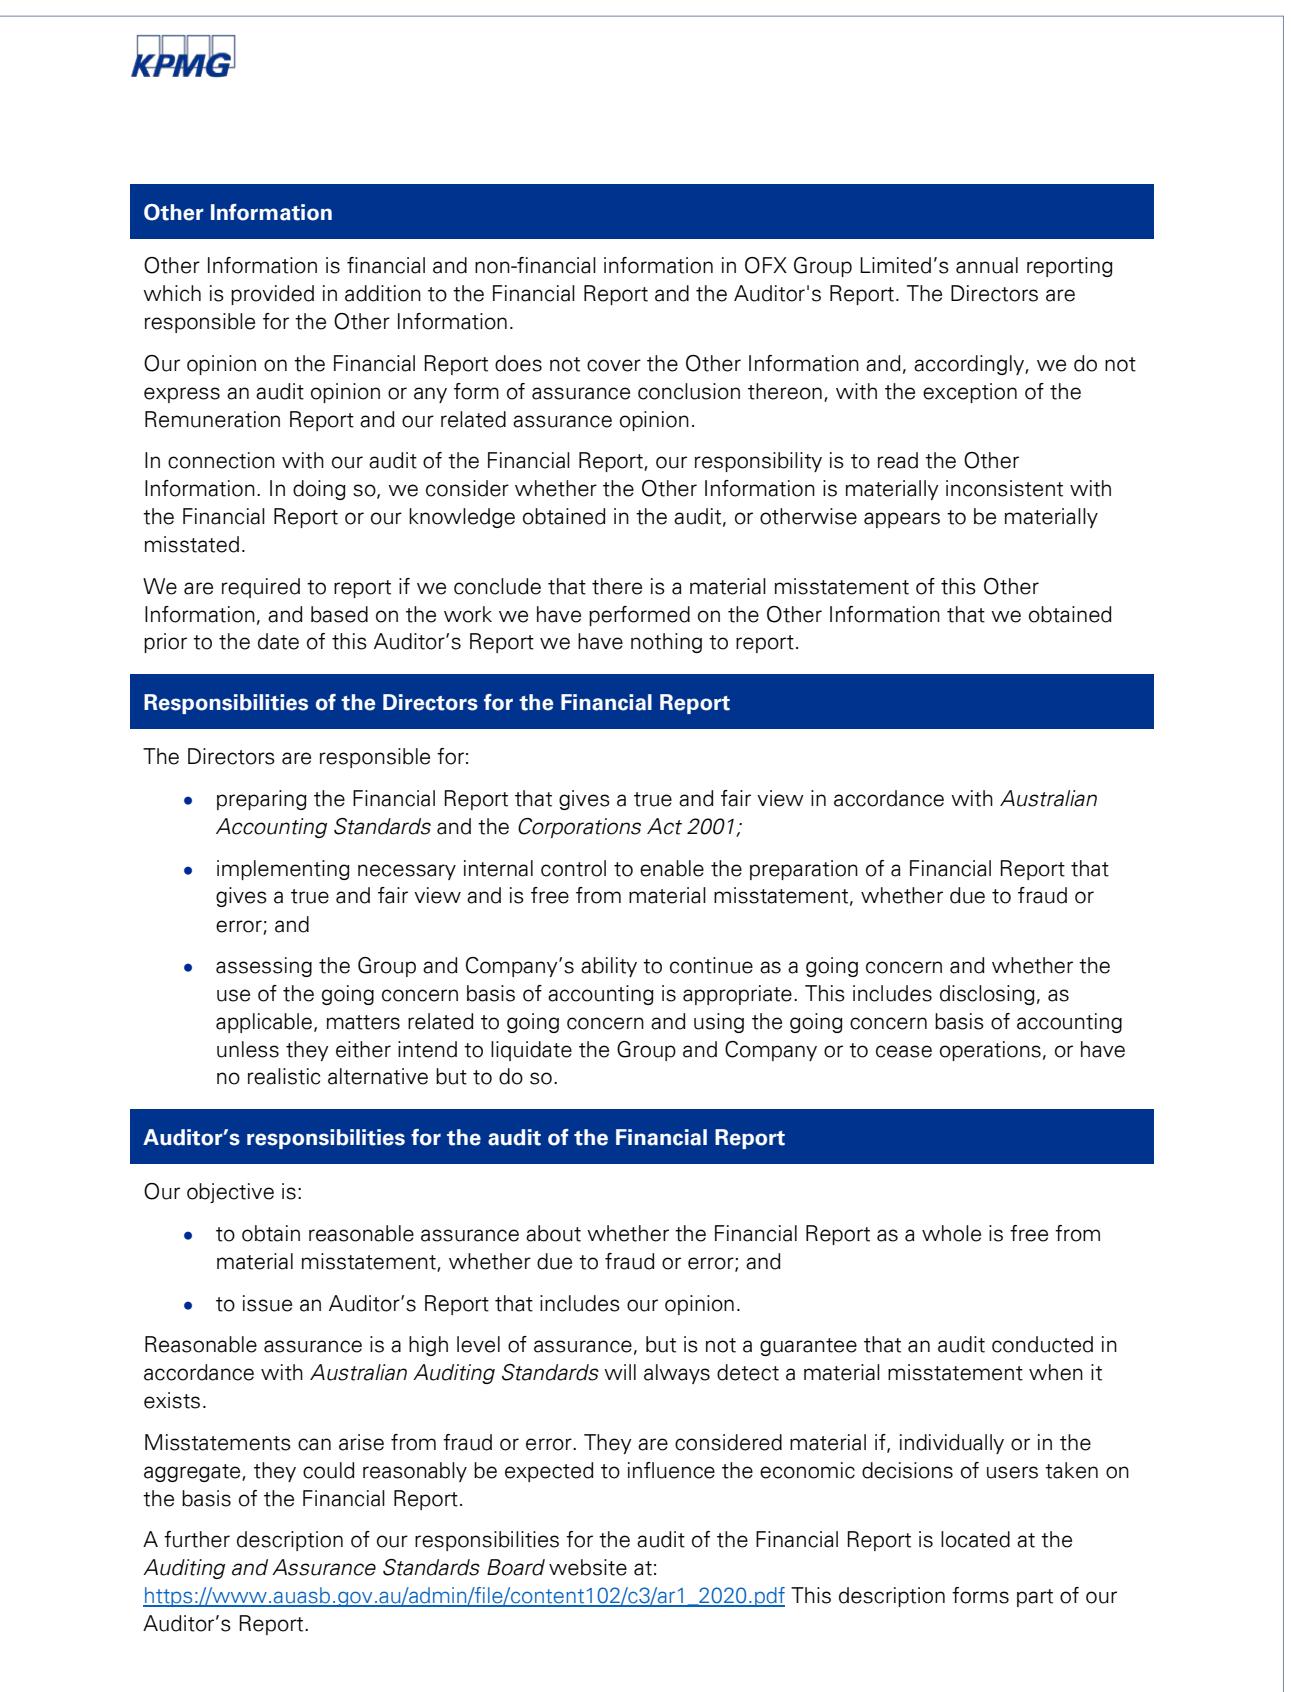 KPMG
Other Information
Other Information is financial and non-financial information in OFX Group Limited’s annual reporting
which is provided in addition to the Financial Report and the Auditor's Report. The Directors are
responsible for the Other Information.
Our opinion on the Financial Report does not cover the Other Information and, accordingly, we do not
express an audit opinion or any form of assurance conclusion thereon, with the exception of the
Remuneration Report and our related assurance opinion.
In connection with our audit of the Financial Report, our responsibility is to read the Other
Information. In doing so, we consider whether the Other Information is materially inconsistent with
the Financial Report or our knowledge obtained in the audit, or otherwise appears to be materially
misstated.
We are required to report if we conclude that there is a material misstatement of this Other
Information, and based on the work we have performed on the Other Information that we obtained
prior to the date of this Auditor’s Report we have nothing to report.
Responsibilities of the Directors for the Financial Report
The Directors are responsible for:
• preparing the Financial Report that gives a true and fair view in accordance with Australian
Accounting Standards and the Corporations Act 2001;
• implementing necessary internal control to enable the preparation of a Financial Report that
gives a true and fair view and is free from material misstatement, whether due to fraud or
error; and
• assessing the Group and Company’s ability to continue as a going concern and whether the
use of the going concern basis of accounting is appropriate. This includes disclosing, as
applicable, matters related to going concern and using the going concern basis of accounting
unless they either intend to liquidate the Group and Company or to cease operations, or have
no realistic alternative but to do so.
Auditor’s responsibilities for the audit of the Financial Report
Our objective is:
• to obtain reasonable assurance about whether the Financial Report as a whole is free from
material misstatement, whether due to fraud or error; and
• to issue an Auditor’s Report that includes our opinion.
Reasonable assurance is a high level of assurance, but is not a guarantee that an audit conducted in
accordance with Australian Auditing Standards will always detect a material misstatement when it
exists.
Misstatements can arise from fraud or error. They are considered material if, individually or in the
aggregate, they could reasonably be expected to influence the economic decisions of users taken on
the basis of the Financial Report.
A further description of our responsibilities for the audit of the Financial Report is located at the
Auditing and Assurance Standards Board website at:
https://www.auasb.gov.au/admin/file/content102/c3/ar1_2020.pdf This description forms part of our
Auditor’s Report.